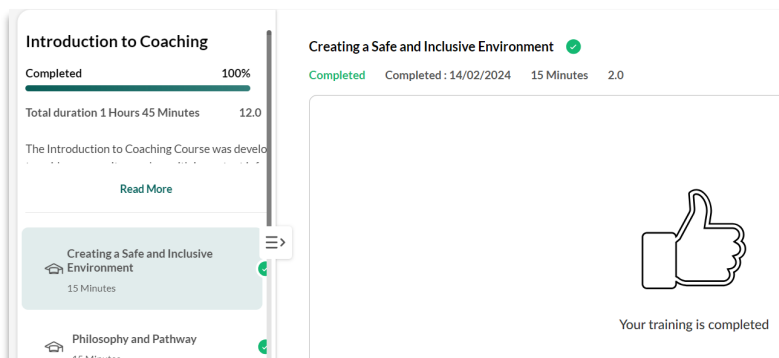 Introduction to Coaching
Completed 100%
Total duration 1 Hours 45 Minutes 12.0
The Introduction to Coaching Course was develo
Read More
Creating a Safe and Inclusive
Environment
15 Minutes
Philosophy and Pathway
Creating a Safe and Inclusive Environment
Completed Completed : 14/02/2024 15 Minutes 2.0
Your training is completed